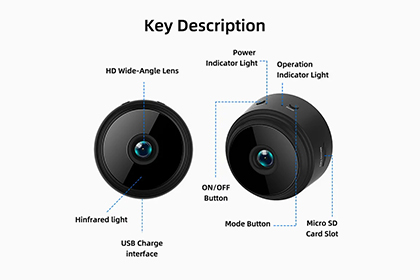 Key Description
Power
Indicator Light
Operation
Indicator Light
HD Wide-Angle Lens
ON/OFF
Button
Hinfrared light
Mode Button
Micro SD
Card Slot
USB Charge
interface